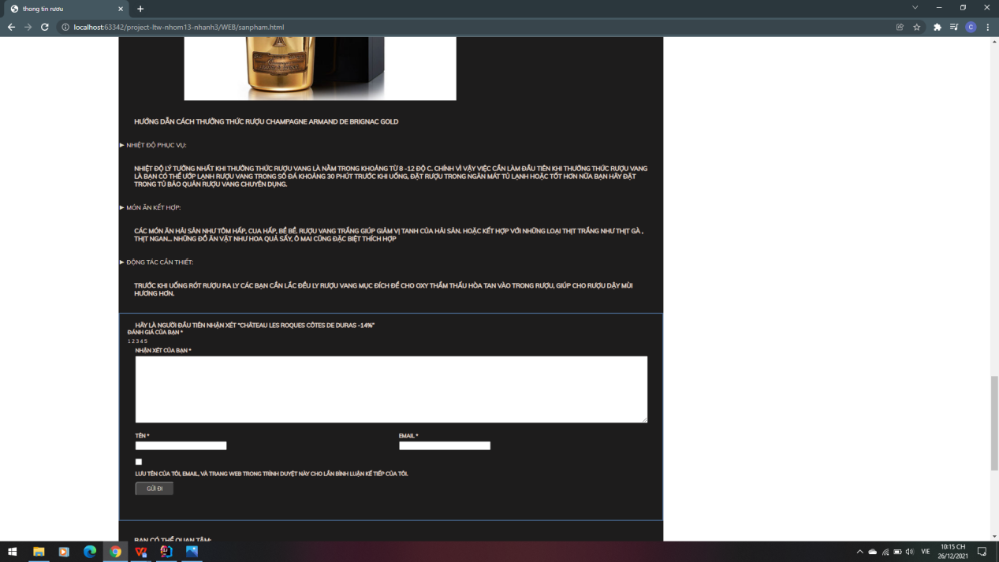 thong tin rươu
localhost:63342/project-ltw-nhom13-nhanh3/WEB/sanpham.html
C
HƯỚNG DẪN CÁCH THƯỞNG THỨC RƯỢU CHAMPAGNE ARMAND DE BRIGNAC GOLD
► NHIỆT ĐỘ PHỤC VỤ:
NHIỆT ĐỘ LÝ TƯỞNG NHẤT KHI THƯỞNG THỨC RƯỢU VANG LÀ NẰM TRONG KHOẢNG TỪ 8 -12 ĐỘ C. CHÍNH VÌ VẬY VIỆC CẦN LÀM ĐẦU TIÊN KHI THƯỞNG THỨC RƯỢU VANG
LÀ BẠN CÓ THỂ ƯỚP LẠNH RƯỢU VANG TRONG SÔ ĐÁ KHOẢNG 30 PHÚT TRƯỚC KHI UỐNG, ĐẶT RƯỢU TRONG NGĂN MÁT TỦ LẠNH HOẶC TỐT HƠN NỮA BẠN HÃY ĐẶT
TRONG TỦ BẢO QUẢN RƯỢU VANG CHUYÊN DỤNG.
► MÓN ĂN KẾT HỢP:
CÁC MÓN ĂN HẢI SẢN NHƯ TÔM HẤP, CUA HẤP, BỀ BỀ. RƯỢU VANG TRẮNG GIÚP GIẢM VỊ TANH CỦA HẢI SẢN. HOẶC KẾT HỢP VỚI NHỮNG LOẠI THỊT TRẮNG NHƯ THỊT GÀ ,
THỊT NGAN... NHỮNG ĐỒ ĂN VẶT NHƯ HOA QUẢ SẤY, Ô MAI CŨNG ĐẶC BIỆT THÍCH HỢP
► ĐỘNG TÁC CẦN THIẾT:
TRƯỚC KHI UỐNG RÓT RƯỢU RA LY CÁC BẠN CẦN LẮC ĐỀU LY RƯỢU VANG MỤC ĐÍCH ĐỂ CHO OXY THẨM THẤU HÒA TAN VÀO TRONG RƯỢU, GIÚP CHO RƯỢU DẬY MÙI
HƯƠNG HƠN.
HÃY LÀ NGƯỜI ĐẦU TIÊN NHẬN XÉT “CHÂTEAU LES ROQUES CÔTES DE DURAS -14%”
ĐÁNH GIÁ CỦA BẠN *
1 2 3 4 5
NHẬN XÉT CỦA BẠN *
TÊN * EMAIL *
LƯU TÊN CỦA TÔI, EMAIL, VÀ TRANG WEB TRONG TRÌNH DUYỆT NÀY CHO LẦN BÌNH LUẬN KẾ TIẾP CỦA TÔI.
GỬI ĐI
BẠN CÓ THỂ QUAN TÂM:
VIE
10:15 CH
26/12/2021